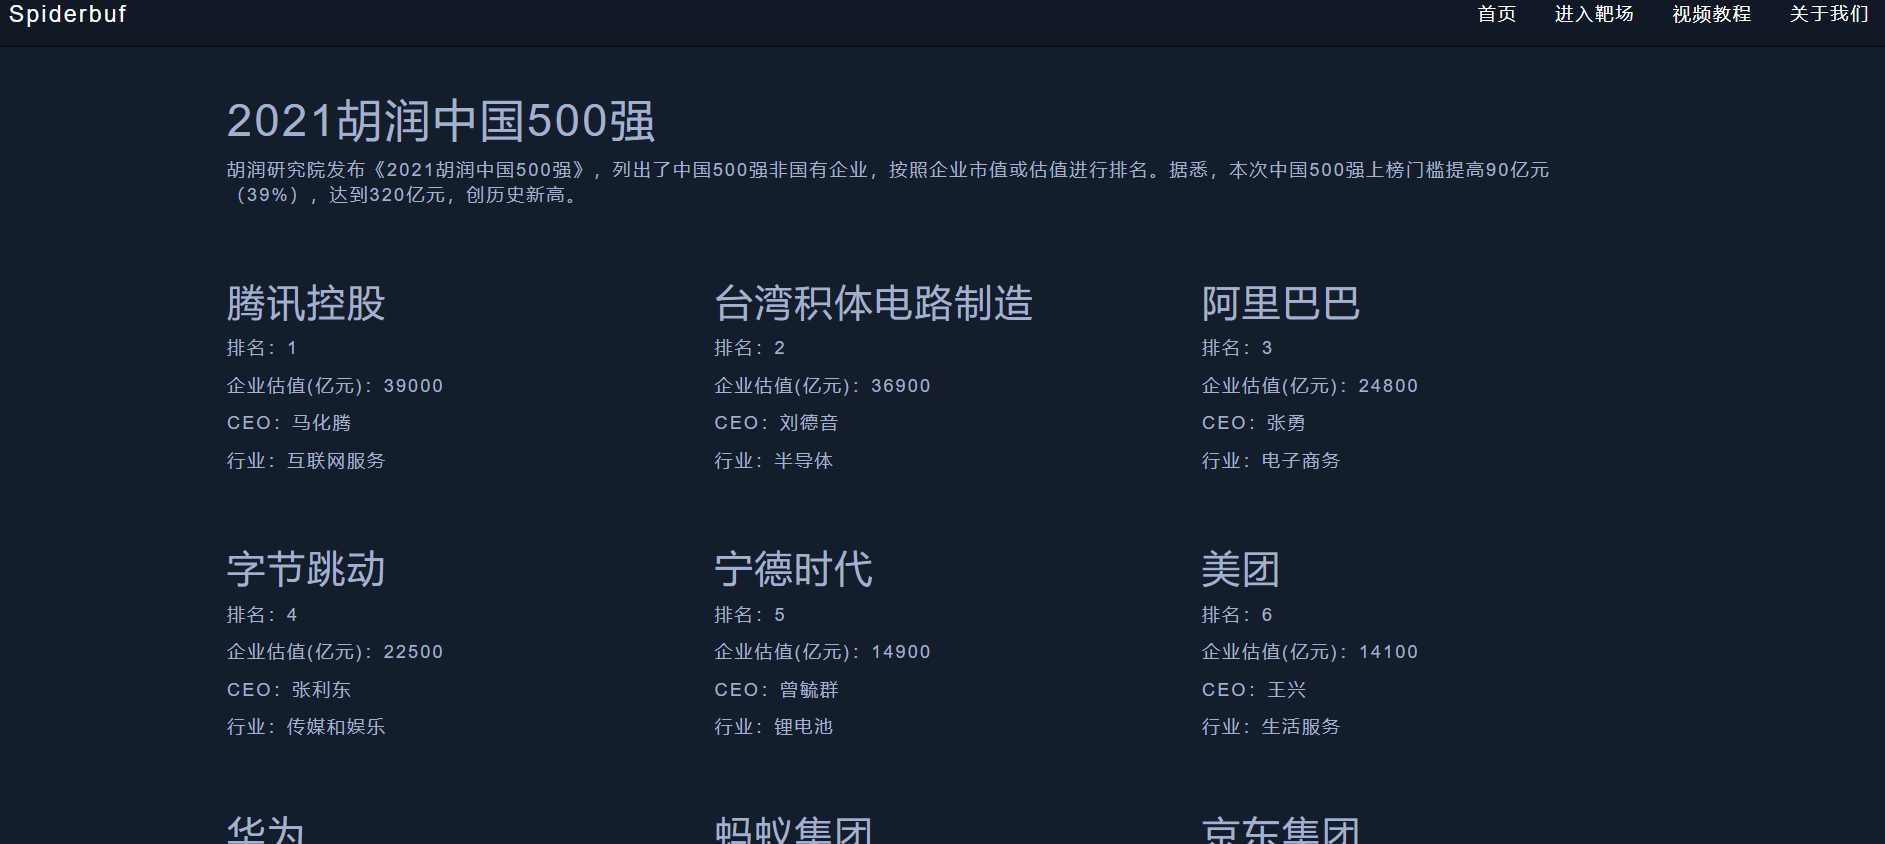 Spiderbuf
首页 进入靶场 视频教程 关于我们
2021胡润中国500强
胡润研究院发布《2021胡润中国500强》，列出了中国500强非国有企业，按照企业市值或估值进行排名。据悉，本次中国500强上榜门槛提高90亿元
（39%），达到320亿元，创历史新高。
腾讯控股
排名：1
企业估值(亿元)：39000
CEO：马化腾
行业：互联网服务
台湾积体电路制造
排名：2
企业估值(亿元)：36900
CEO：刘德音
行业：半导体
阿里巴巴
排名：3
企业估值(亿元)：24800
CEO：张勇
行业：电子商务
字节跳动
排名：4
企业估值(亿元)：22500
CEO：张利东
行业：传媒和娱乐
宁德时代
排名：5
企业估值(亿元)：14900
CEO：曾毓群
行业：锂电池
美团
排名：6
企业估值(亿元)：14100
CEO：王兴
行业：生活服务
华为
蚂蚁集团
京东集团